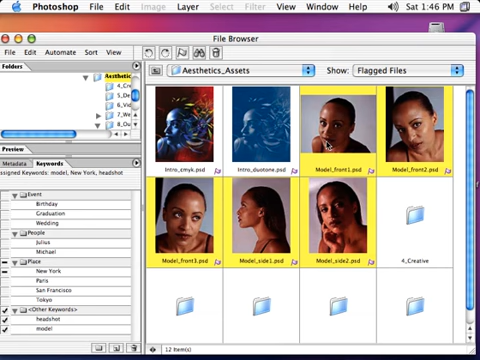 Photoshop File Edit Image Layer Select Filter View Window Help Sat 1:46 PM
File Browser
File Edit Automate Sort View
Folders
Aesthetic
4_Cre
5_De
6_Vid
7_We
8_Ou
Aesthetics_Assets
Show: Flagged Files
Preview
Metadata Keywords
ssigned Keywords: model, New York, headshot
Event
Birthday
Graduation
Wedding
People
Julius
Michael
Place
New York
Paris
San Francisco
Tokyo
<Other Keywords>
headshot
model
Intro_cmyk.psd
Intro_duotone.psd
Model_front1.psd
Model_front2.psd
Model_front3.psd
Model_side1.psd
Model_side2.psd
4_Creative
12 Item(s)